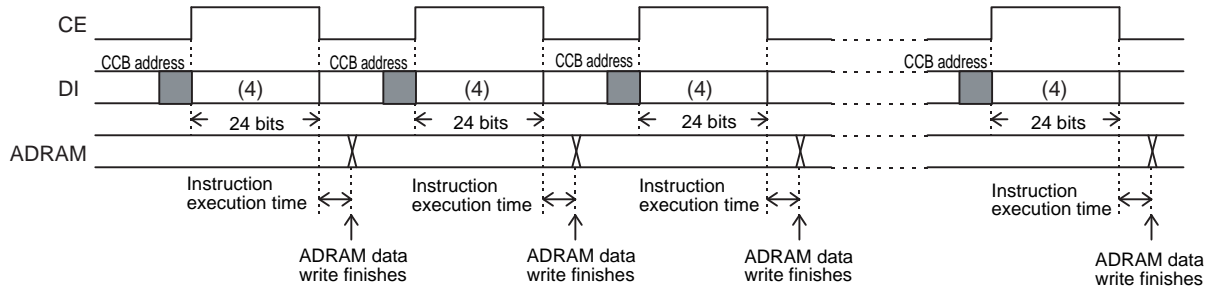 CE
CCB address CCB address CCB address CCB address
DI (4) (4) (4) (4)
24 bits 24 bits 24 bits 24 bits
ADRAM
Instruction Instruction Instruction Instruction
execution time execution time execution time execution time
ADRAM data ADRAM data ADRAM data ADRAM data
write finishes write finishes write finishes write finishes